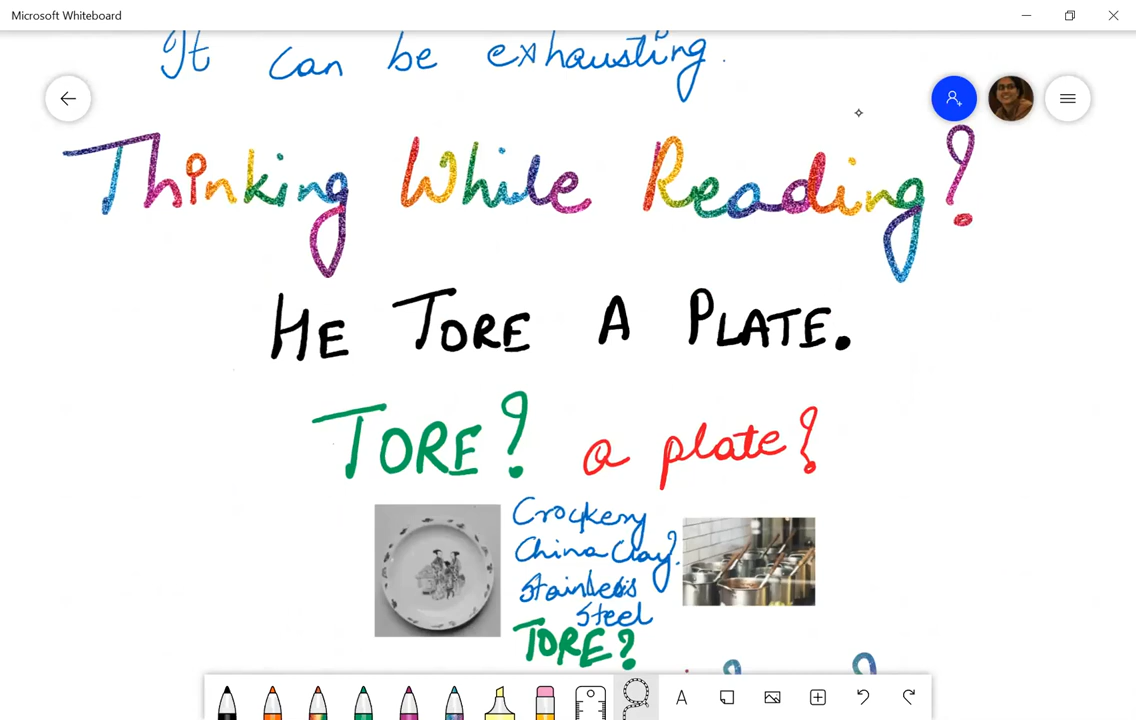 Microsoft Whiteboard
It can be exhausting.
Thinking While Reading?
HE TORE A PLATE.
TORE? a plate?
Crockery
China Clay?
Stainless
Steel
TORE?
A